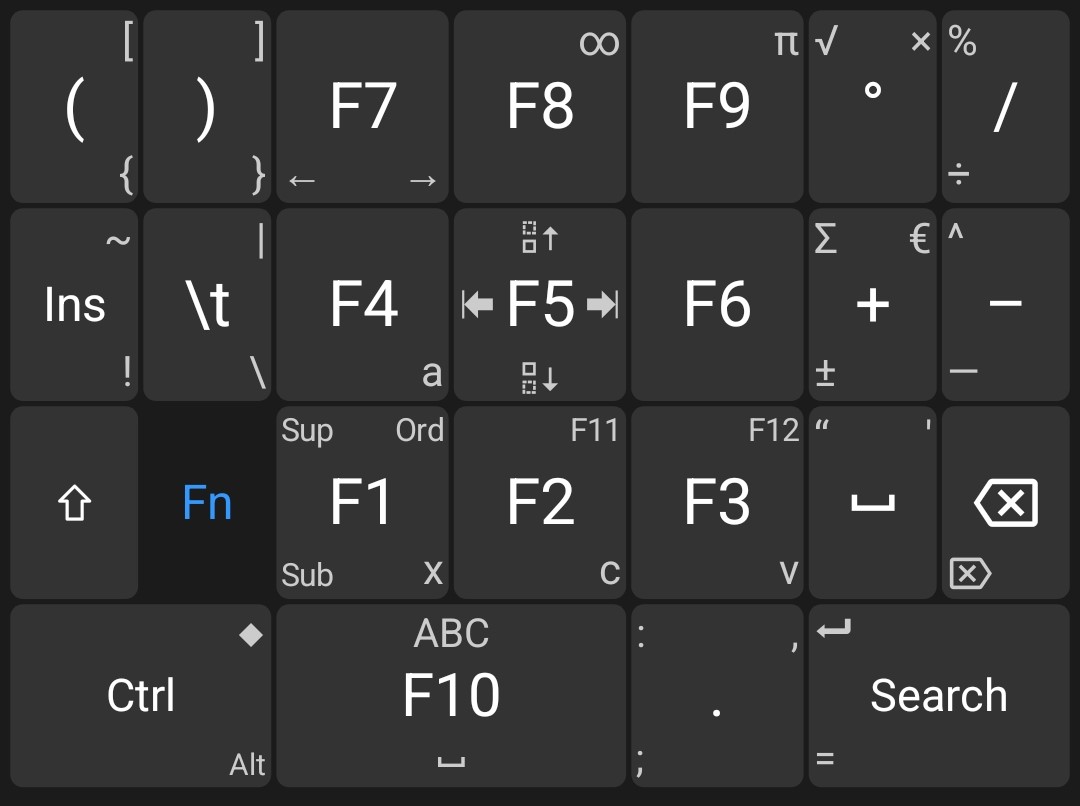 [ ] ∞ π √ × %
( ) F7 F8 F9 ° /
{ } ← → ÷
~ | Σ € ^
Ins \t F4 F5 F6 + −
! \ a ± —
Sup Ord F11 F12 “ '
Fn F1 F2 F3
Sub x c v
◆ ABC : ,
Ctrl F10 . Search
Alt ; =